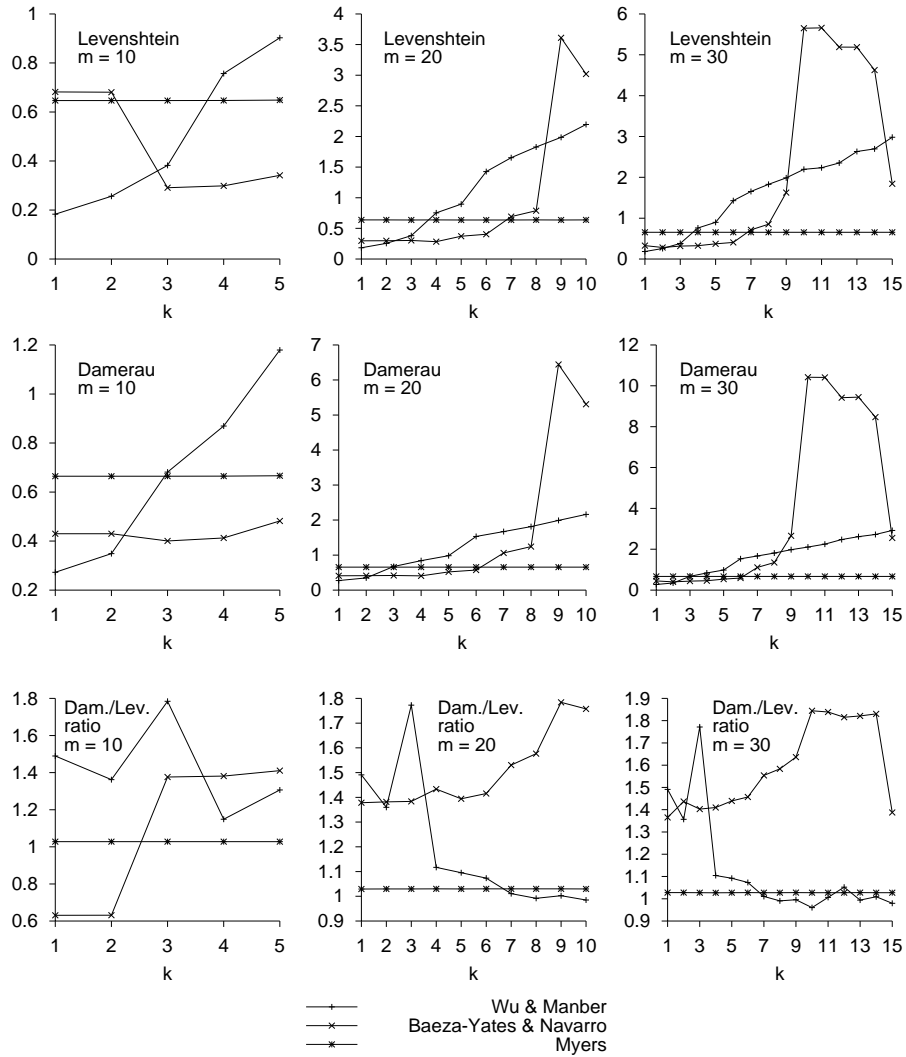 Levenshtein
m = 10
1
0.8
0.6
0.4
0.2
0
1 2 3 4 5
k
Levenshtein
m = 20
4
3.5
3
2.5
2
1.5
1
0.5
0
1 2 3 4 5 6 7 8 9 10
k
Levenshtein
m = 30
6
5
4
3
2
1
0
1 3 5 7 9 11 13 15
k
Damerau
m = 10
1.2
1
0.8
0.6
0.4
0.2
1 2 3 4 5
k
Damerau
m = 20
7
6
5
4
3
2
1
0
1 2 3 4 5 6 7 8 9 10
k
Damerau
m = 30
12
10
8
6
4
2
0
1 3 5 7 9 11 13 15
k
Dam./Lev.
ratio
m = 10
1.8
1.6
1.4
1.2
1
0.8
0.6
1 2 3 4 5
k
Dam./Lev.
ratio
m = 20
1.8
1.7
1.6
1.5
1.4
1.3
1.2
1.1
1
0.9
1 2 3 4 5 6 7 8 9 10
k
Dam./Lev.
ratio
m = 30
1.9
1.8
1.7
1.6
1.5
1.4
1.3
1.2
1.1
1
0.9
1 3 5 7 9 11 13 15
k
Wu & Manber
Baeza-Yates & Navarro
Myers